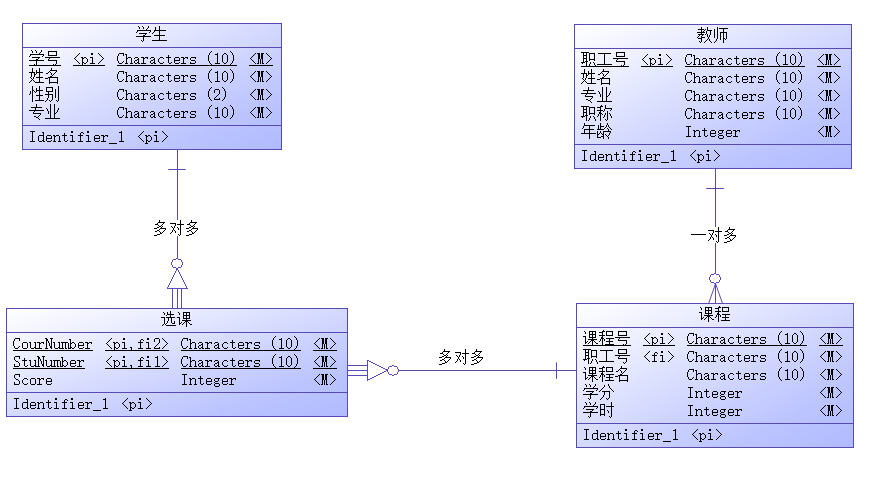 学生
学号 <pi> Characters (10) <M>
姓名 Characters (10) <M>
性别 Characters (2) <M>
专业 Characters (10) <M>
Identifier_1 <pi>
教师
职工号 <pi> Characters (10) <M>
姓名 Characters (10) <M>
专业 Characters (10) <M>
职称 Characters (10) <M>
年龄 Integer <M>
Identifier_1 <pi>
多对多
一对多
选课
CourNumber <pi,fi2> Characters (10) <M>
StuNumber <pi,fi1> Characters (10) <M>
Score Integer <M>
Identifier_1 <pi>
多对多
课程
课程号 <pi> Characters (10) <M>
职工号 <fi> Characters (10) <M>
课程名 Characters (10) <M>
学分 Integer <M>
学时 Integer <M>
Identifier_1 <pi>